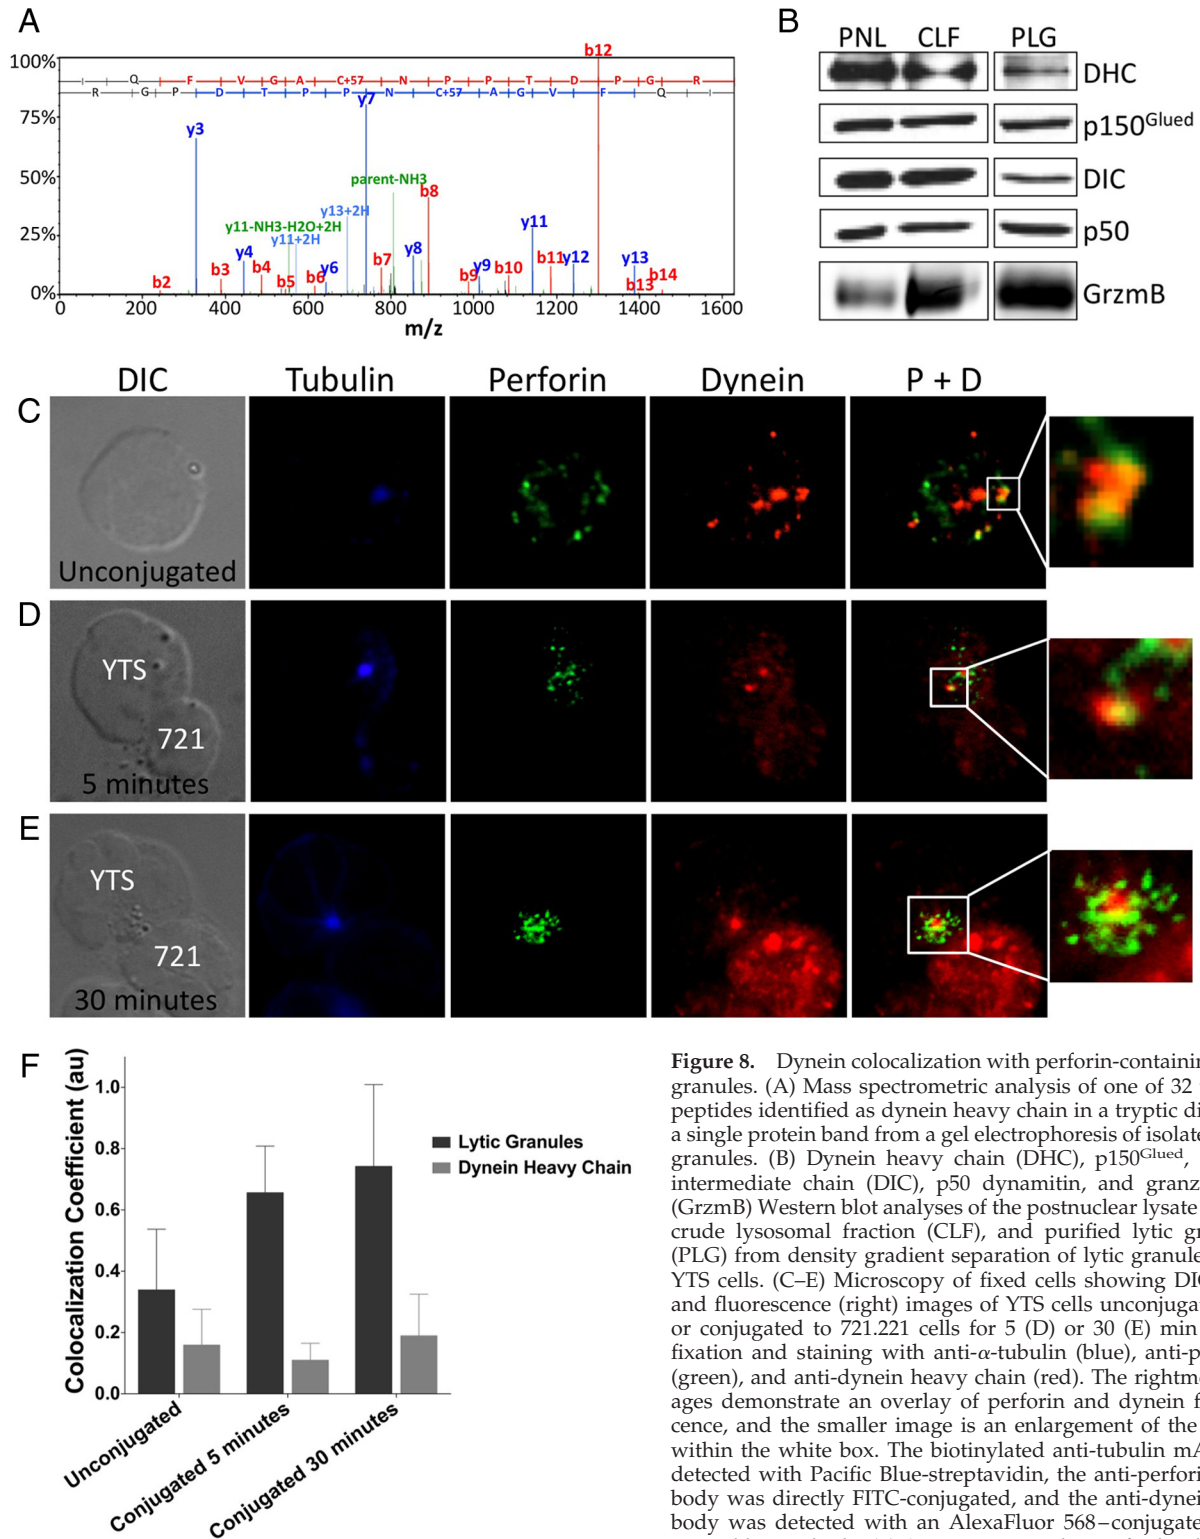 A
100%
75%
50%
25%
0%
I Q F V G A C+57 N P P T D P G R
R G P D T P P N C+57 A G V F Q I
b12
y7
y3
parent-NH3
b8
y13+2H
y11-NH3-H2O+2H
y11+2H
y11
y4
b3
b4
b2
b5
b6
y6
b7
y8
b9
y9
b10
b11
y12
y13
b13
b14
0 200 400 600 800 1000 1200 1400 1600
m/z
B
PNL CLF PLG
DHC
p150Glued
DIC
p50
GrzmB
DIC Tubulin Perforin Dynein P + D
C
Unconjugated
D
YTS
721
5 minutes
E
YTS
721
30 minutes
F
Colocalization Coefficient (au)
1.0
0.8
0.6
0.4
0.2
0.0
Lytic Granules
Dynein Heavy Chain
Unconjugated
Conjugated 5 minutes
Conjugated 30 minutes
Figure 8. Dynein colocalization with perforin-containin
granules. (A) Mass spectrometric analysis of one of 32
peptides identified as dynein heavy chain in a tryptic di
a single protein band from a gel electrophoresis of isolate
granules. (B) Dynein heavy chain (DHC), p150Glued,
intermediate chain (DIC), p50 dynamitin, and granz
(GrzmB) Western blot analyses of the postnuclear lysate
crude lysosomal fraction (CLF), and purified lytic gr
(PLG) from density gradient separation of lytic granule
YTS cells. (C–E) Microscopy of fixed cells showing DIC
and fluorescence (right) images of YTS cells unconjugat
or conjugated to 721.221 cells for 5 (D) or 30 (E) min
fixation and staining with anti-α-tubulin (blue), anti-p
(green), and anti-dynein heavy chain (red). The rightm
ages demonstrate an overlay of perforin and dynein f
cence, and the smaller image is an enlargement of the
within the white box. The biotinylated anti-tubulin mA
detected with Pacific Blue-streptavidin, the anti-perfori
body was directly FITC-conjugated, and the anti-dynei
body was detected with an AlexaFluor 568–conjugate